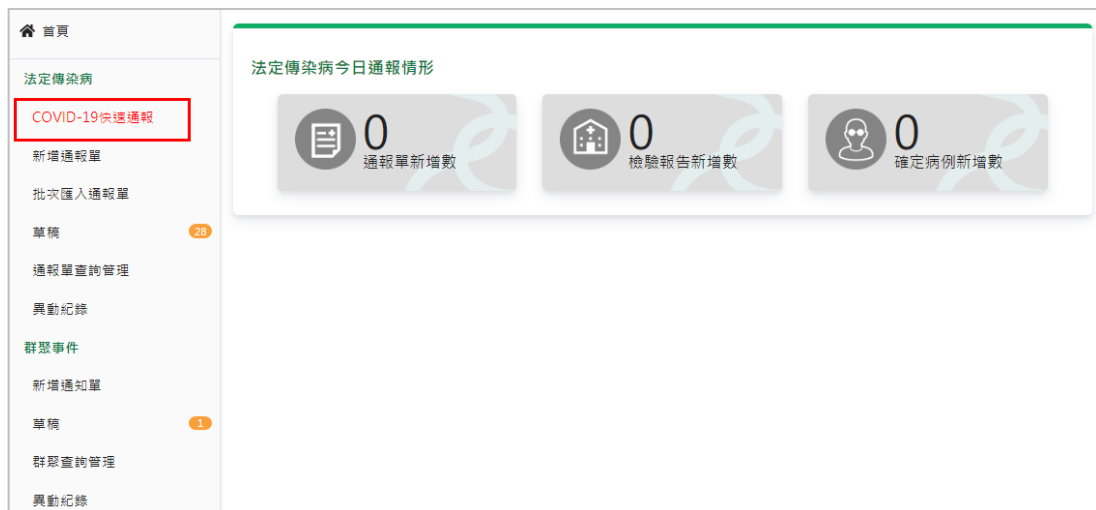 首頁
法定傳染病
COVID-19快速通報
新增通報單
批次匯入通報單
草稿 28
通報單查詢管理
異動紀錄
群聚事件
新增通知單
草稿 1
群聚查詢管理
異動紀錄
法定傳染病今日通報情形
0
通報單新增數
0
檢驗報告新增數
0
確定病例新增數